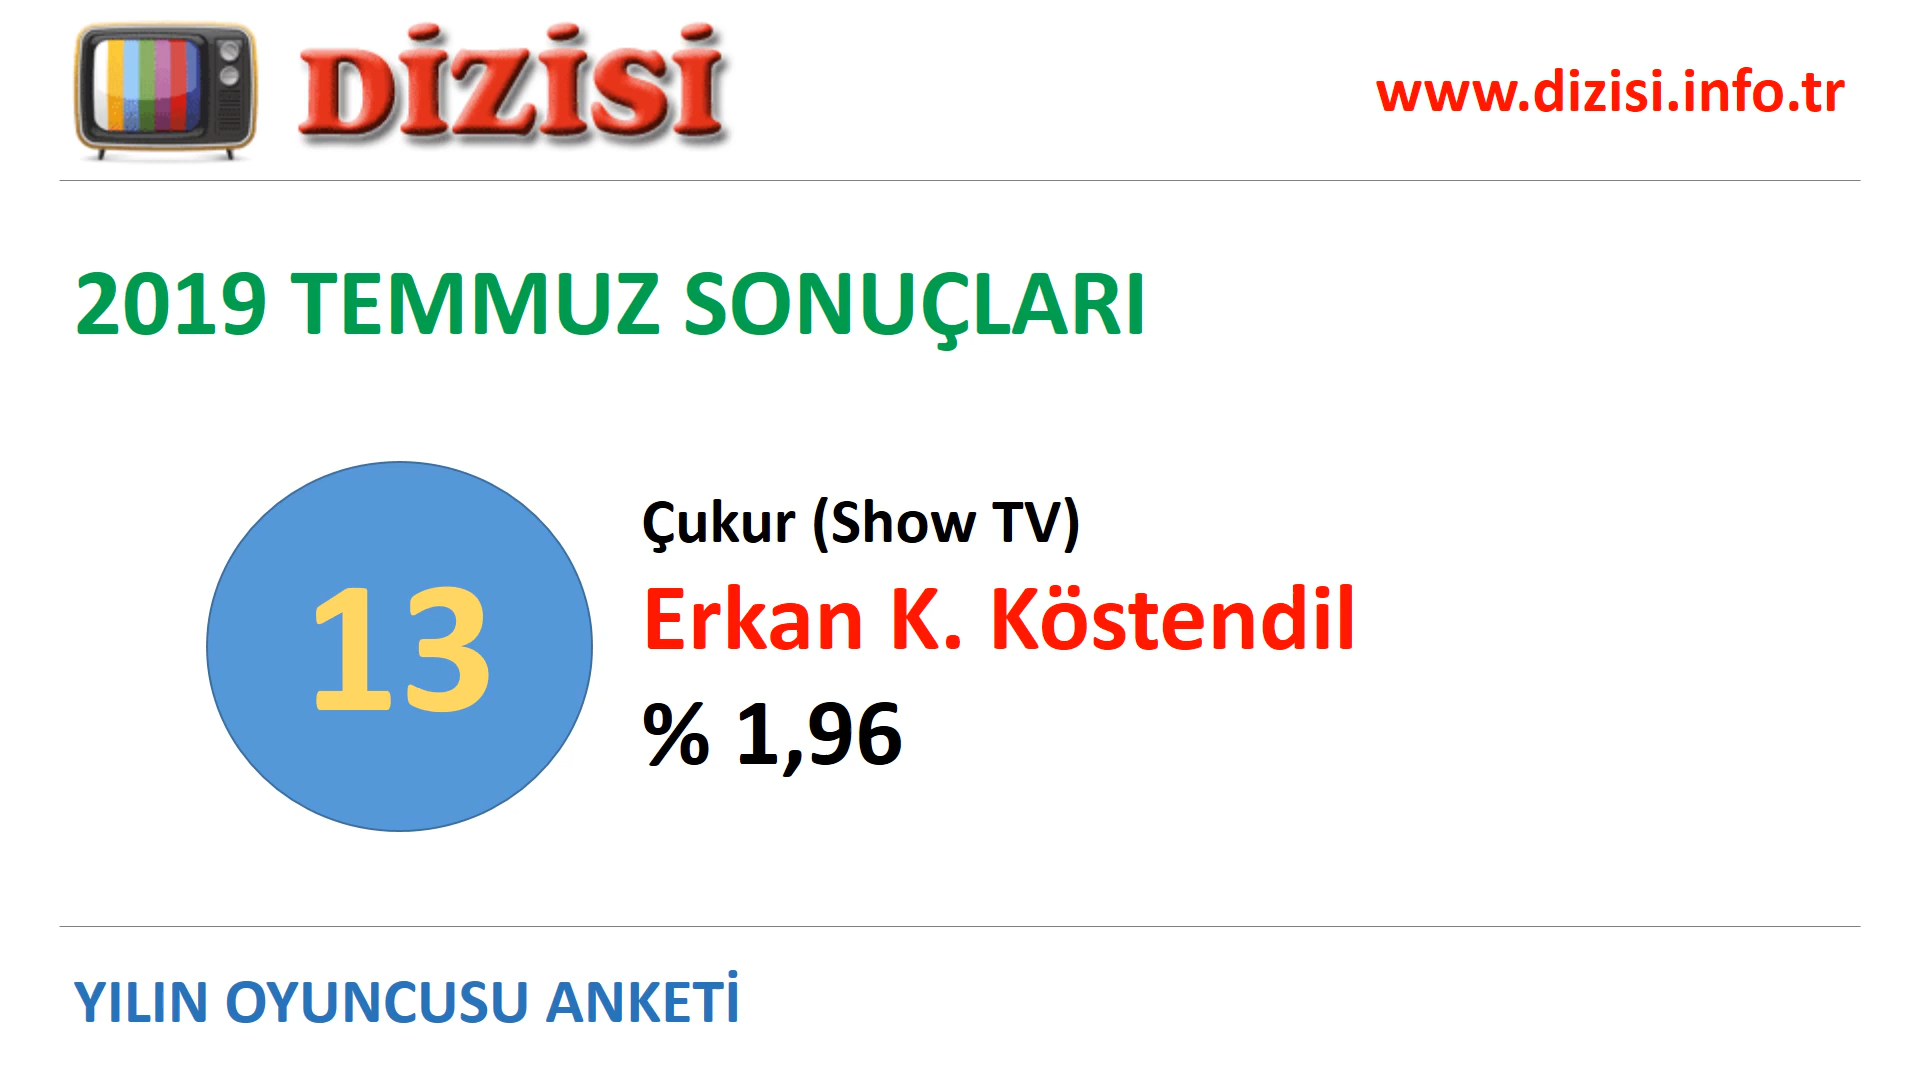 DİZİSİ
www.dizisi.info.tr
2019 TEMMUZ SONUÇLARI
13
Çukur (Show TV)
Erkan K. Köstendil
% 1,96
YILIN OYUNCUSU ANKETİ